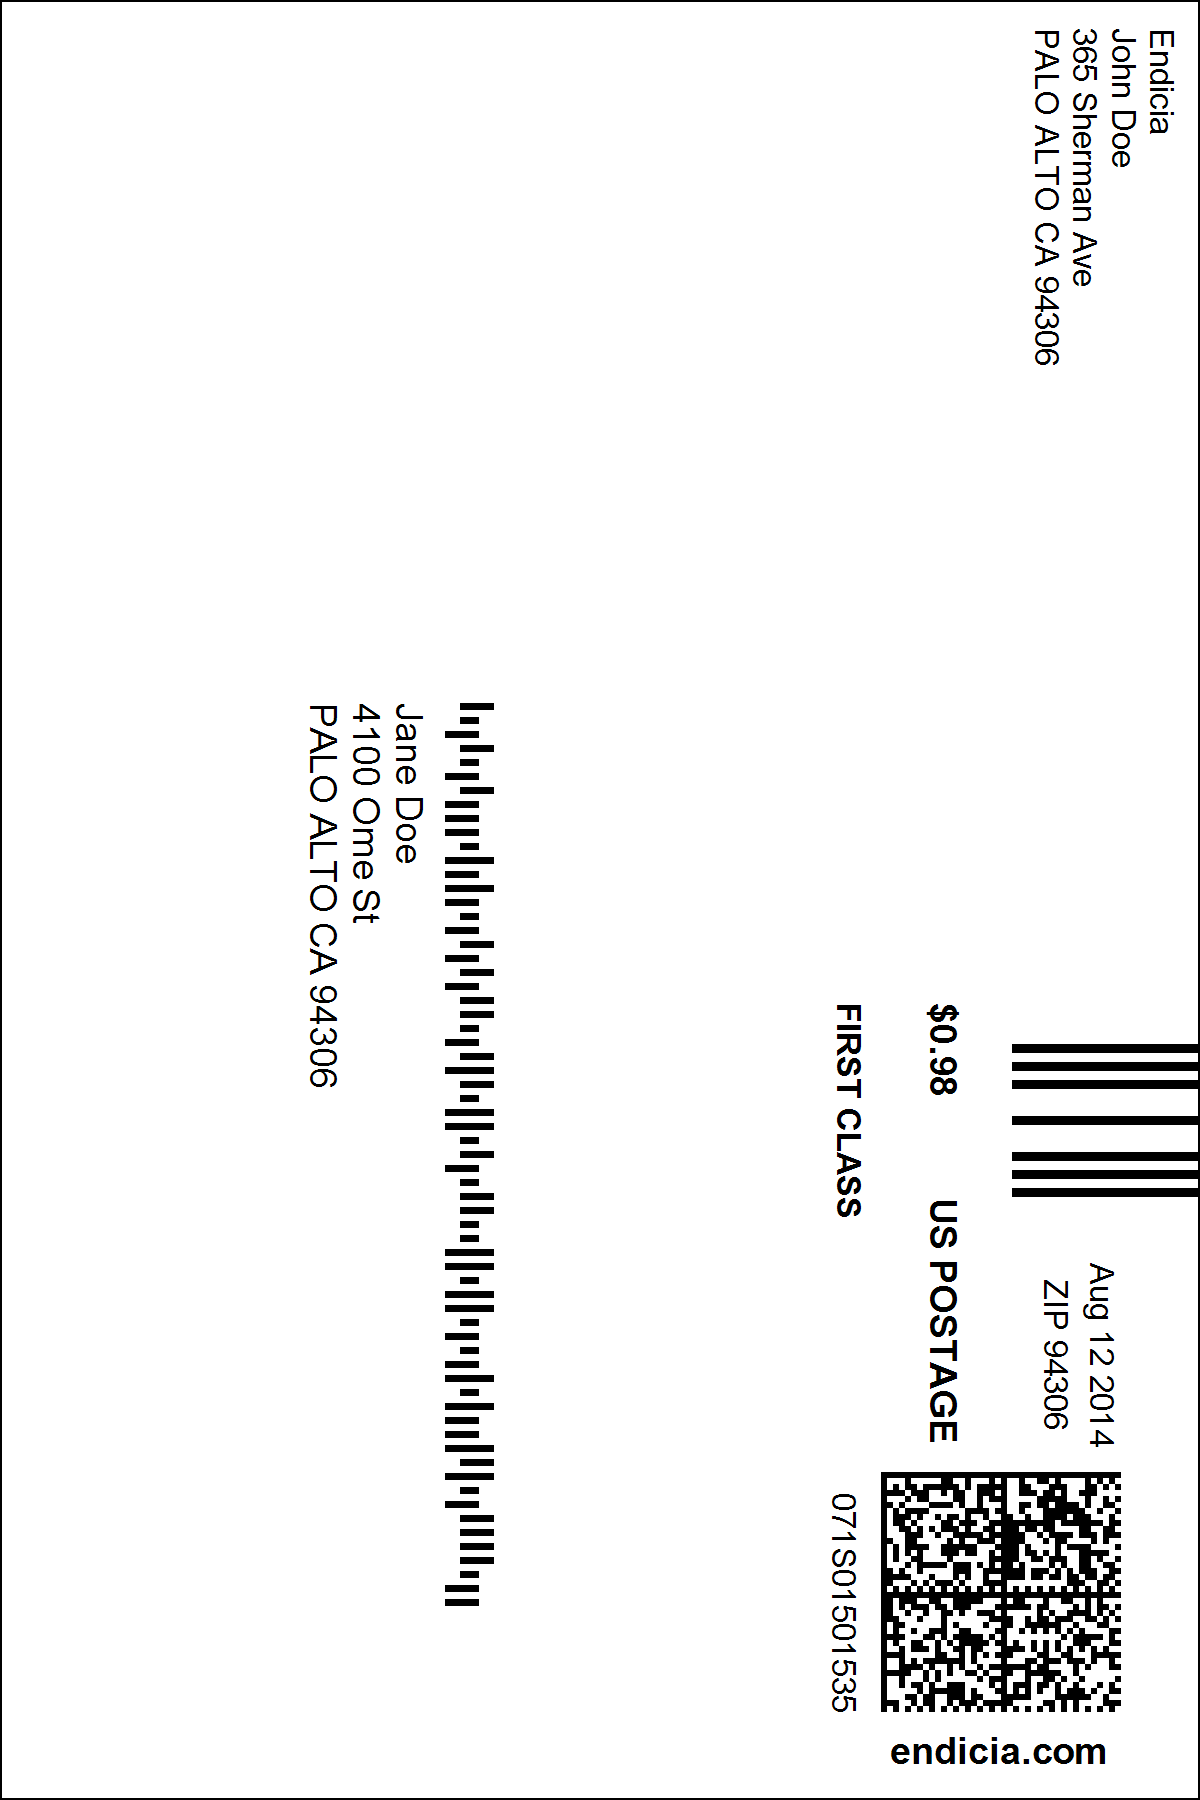 Endicia
John Doe
365 Sherman Ave
PALO ALTO CA 94306
Aug 12 2014
ZIP 94306
$0.98 US POSTAGE
FIRST CLASS
071S01501535
endicia.com
Jane Doe
4100 Ome St
PALO ALTO CA 94306